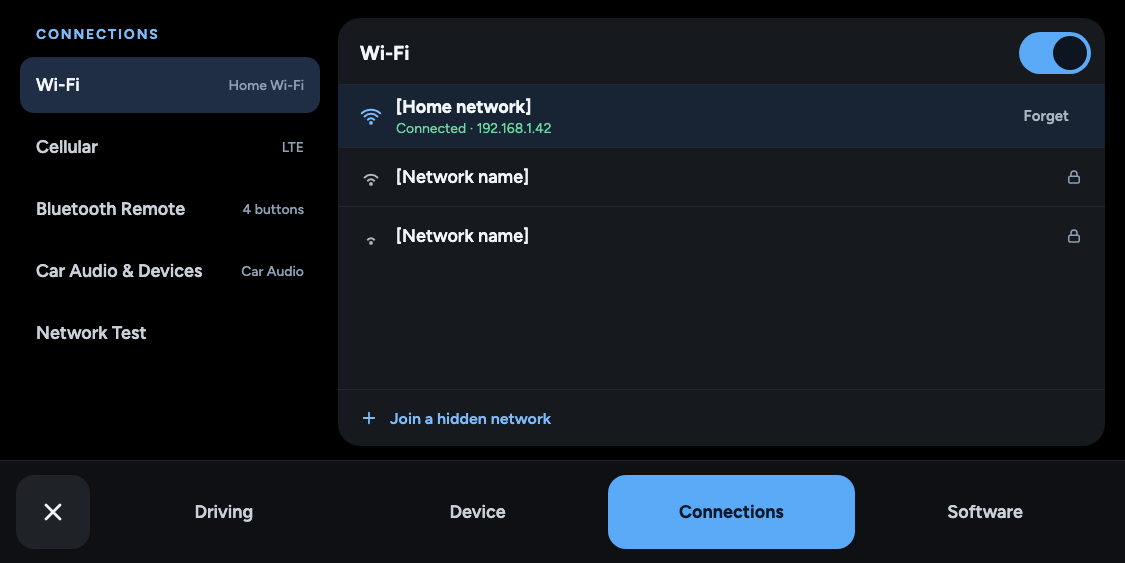 CONNECTIONS
Wi-Fi
Home Wi-Fi
Cellular
LTE
Bluetooth Remote
4 buttons
Car Audio & Devices
Car Audio
Network Test
Wi-Fi
[Home network]
Connected · 192.168.1.42
Forget
[Network name]
[Network name]
Join a hidden network
Driving
Device
Connections
Software